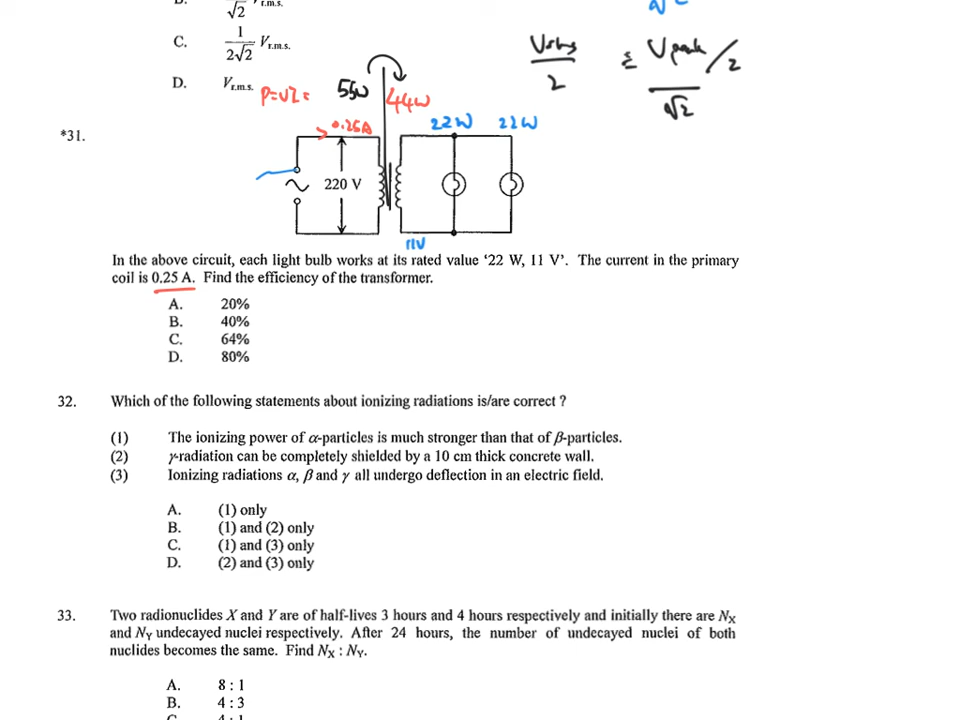 √2
r.m.s.
C. 1/2√2 Vr.m.s.
D. Vr.m.s.
Vrms/2
Vpeak/2
√2
P=VI=
55W
44W
*31.
0.25A
22W 22W
220 V
11V
In the above circuit, each light bulb works at its rated value ‘22 W, 11 V’. The current in the primary
coil is 0.25 A. Find the efficiency of the transformer.
A. 20%
B. 40%
C. 64%
D. 80%
32. Which of the following statements about ionizing radiations is/are correct ?
(1) The ionizing power of α-particles is much stronger than that of β-particles.
(2) γ-radiation can be completely shielded by a 10 cm thick concrete wall.
(3) Ionizing radiations α, β and γ all undergo deflection in an electric field.
A. (1) only
B. (1) and (2) only
C. (1) and (3) only
D. (2) and (3) only
33. Two radionuclides X and Y are of half-lives 3 hours and 4 hours respectively and initially there are NX
and NY undecayed nuclei respectively. After 24 hours, the number of undecayed nuclei of both
nuclides becomes the same. Find NX : NY.
A. 8 : 1
B. 4 : 3